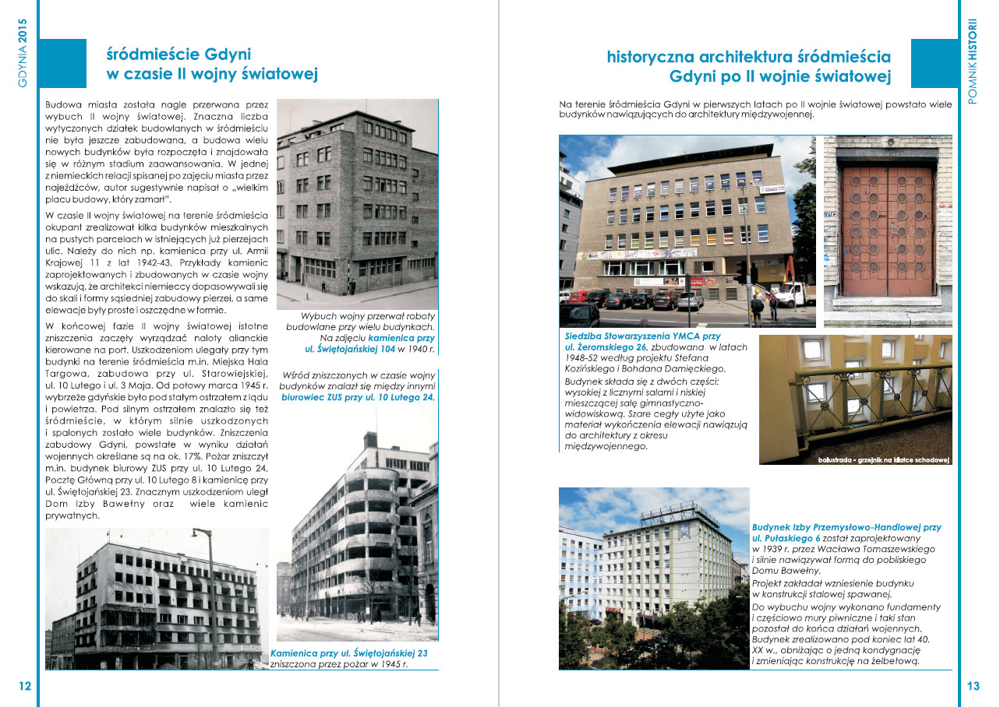 GDYNIA 2015
śródmieście Gdyni
w czasie II wojny światowej
Budowa miasta została nagle przerwana przez
wybuch II wojny światowej. Znaczna liczba
wytyczonych działek budowlanych w śródmieściu
nie była jeszcze zabudowana, a budowa wielu
nowych budynków była rozpoczęta i znajdowała
się w różnym stadium zaawansowania. W jednej
z niemieckich relacji spisanej po zajęciu miasta przez
najeźdźców, autor sugestywnie napisał o „wielkim
placu budowy, który zamarł”.
W czasie II wojny światowej na terenie śródmieścia
okupant zrealizował kilka budynków mieszkalnych
na pustych parcelach w istniejących już pierzejach
ulic. Należy do nich np. kamienica przy ul. Armii
Krajowej 11 z lat 1942-43. Przykłady kamienic
zaprojektowanych i zbudowanych w czasie wojny
wskazują, że architekci niemieccy dopasowywali się
do skali i formy sąsiedniej zabudowy pierzei, a same
elewacje były proste i oszczędne w formie.
W końcowej fazie II wojny światowej istotne
zniszczenia zaczęły wyrządzać naloty alianckie
kierowane na port. Uszkodzeniom ulegały przy tym
budynki na terenie śródmieścia m.in. Miejska Hala
Targowa, zabudowa przy ul. Starowiejskiej,
ul. 10 Lutego i ul. 3 Maja. Od połowy marca 1945 r.
wybrzeże gdyńskie było pod stałym ostrzałem z lądu
i powietrza. Pod silnym ostrzałem znalazło się też
śródmieście, w którym silnie uszkodzonych
i spalonych zostało wiele budynków. Zniszczenia
zabudowy Gdyni, powstałe w wyniku działań
wojennych określane są na ok. 17%. Pożar zniszczył
m.in. budynek biurowy ZUS przy ul. 10 Lutego 24,
Pocztę Główną przy ul. 10 Lutego 8 i kamienicę przy
ul. Świętojańskiej 23. Znacznym uszkodzeniom uległ
Dom Izby Bawełny oraz wiele kamienic
prywatnych.
Wybuch wojny przerwał roboty
budowlane przy wielu budynkach.
Na zdjęciu kamienica przy
ul. Świętojańskiej 104 w 1940 r.
Wśród zniszczonych w czasie wojny
budynków znalazł się między innymi
biurowiec ZUS przy ul. 10 Lutego 24.
Kamienica przy ul. Świętojańskiej 23
zniszczona przez pożar w 1945 r.
12
historyczna architektura śródmieścia
Gdyni po II wojnie światowej
POMNIK HISTORII
Na terenie śródmieścia Gdyni w pierwszych latach po II wojnie światowej powstało wiele
budynków nawiązujących do architektury międzywojennej.
Siedziba Stowarzyszenia YMCA przy
ul. Żeromskiego 26, zbudowana w latach
1948-52 według projektu Stefana
Kozińskiego i Bohdana Damięckiego.
Budynek składa się z dwóch części:
wysokiej z licznymi salami i niskiej
mieszczącej salę gimnastyczno-
widowiskową. Szare cegły użyte jako
materiał wykończenia elewacji nawiązują
do architektury z okresu
międzywojennego.
balustrada - grzejnik na klatce schodowej
Budynek Izby Przemysłowo-Handlowej przy
ul. Pułaskiego 6 został zaprojektowany
w 1939 r. przez Wacława Tomaszewskiego
i silnie nawiązywał formą do pobliskiego
Domu Bawełny.
Projekt zakładał wzniesienie budynku
w konstrukcji stalowej spawanej.
Do wybuchu wojny wykonano fundamenty
i częściowo mury piwniczne i taki stan
pozostał do końca działań wojennych.
Budynek zrealizowano pod koniec lat 40.
XX w., obniżając o jedną kondygnację
i zmieniając konstrukcję na żelbetową.
13